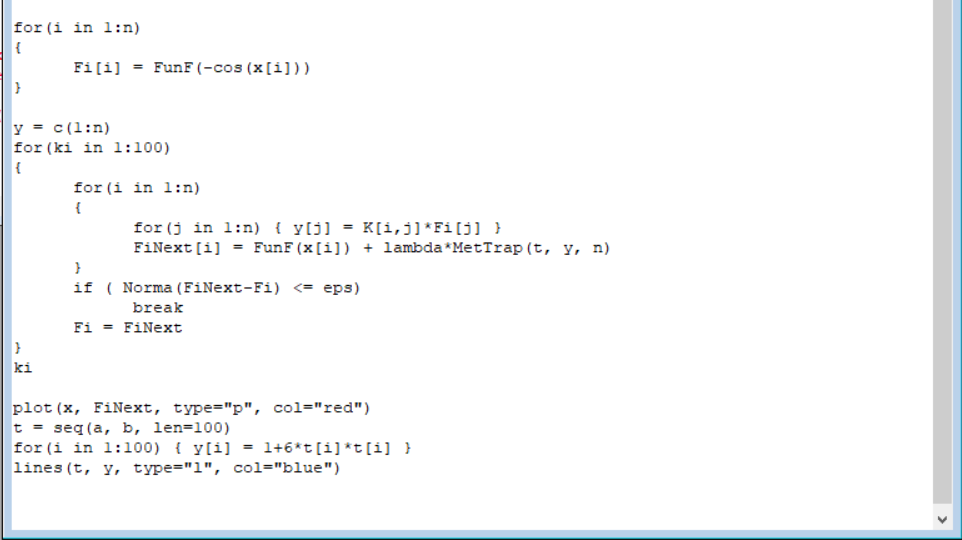 for(i in 1:n)
{
Fi[i] = FunF(-cos(x[i]))
}
y = c(1:n)
for(ki in 1:100)
{
for(i in 1:n)
{
for(j in 1:n) { y[j] = K[i,j]*Fi[j] }
FiNext[i] = FunF(x[i]) + lambda*MetTrap(t, y, n)
}
if ( Norma(FiNext-Fi) <= eps)
break
Fi = FiNext
}
ki
plot(x, FiNext, type="p", col="red")
t = seq(a, b, len=100)
for(i in 1:100) { y[i] = 1+6*t[i]*t[i] }
lines(t, y, type="l", col="blue")